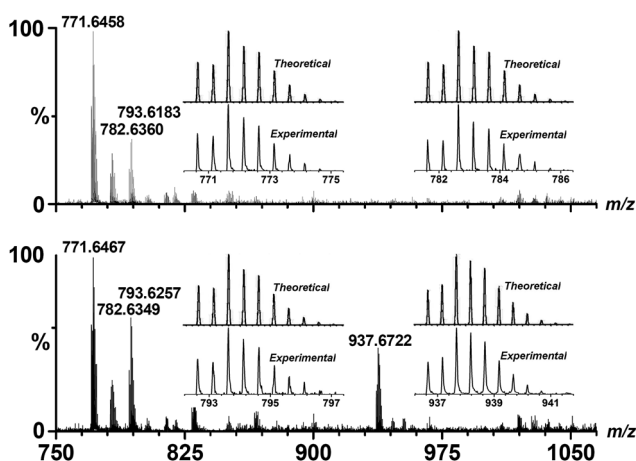 100
771.6458
%
793.6183
782.6360
Theoretical
Experimental
771 773 775
Theoretical
Experimental
782 784 786
0
m/z
100
771.6467
%
793.6257
782.6349
Theoretical
Experimental
793 795 797
937.6722
Theoretical
Experimental
937 939 941
0
m/z
750 825 900 975 1050